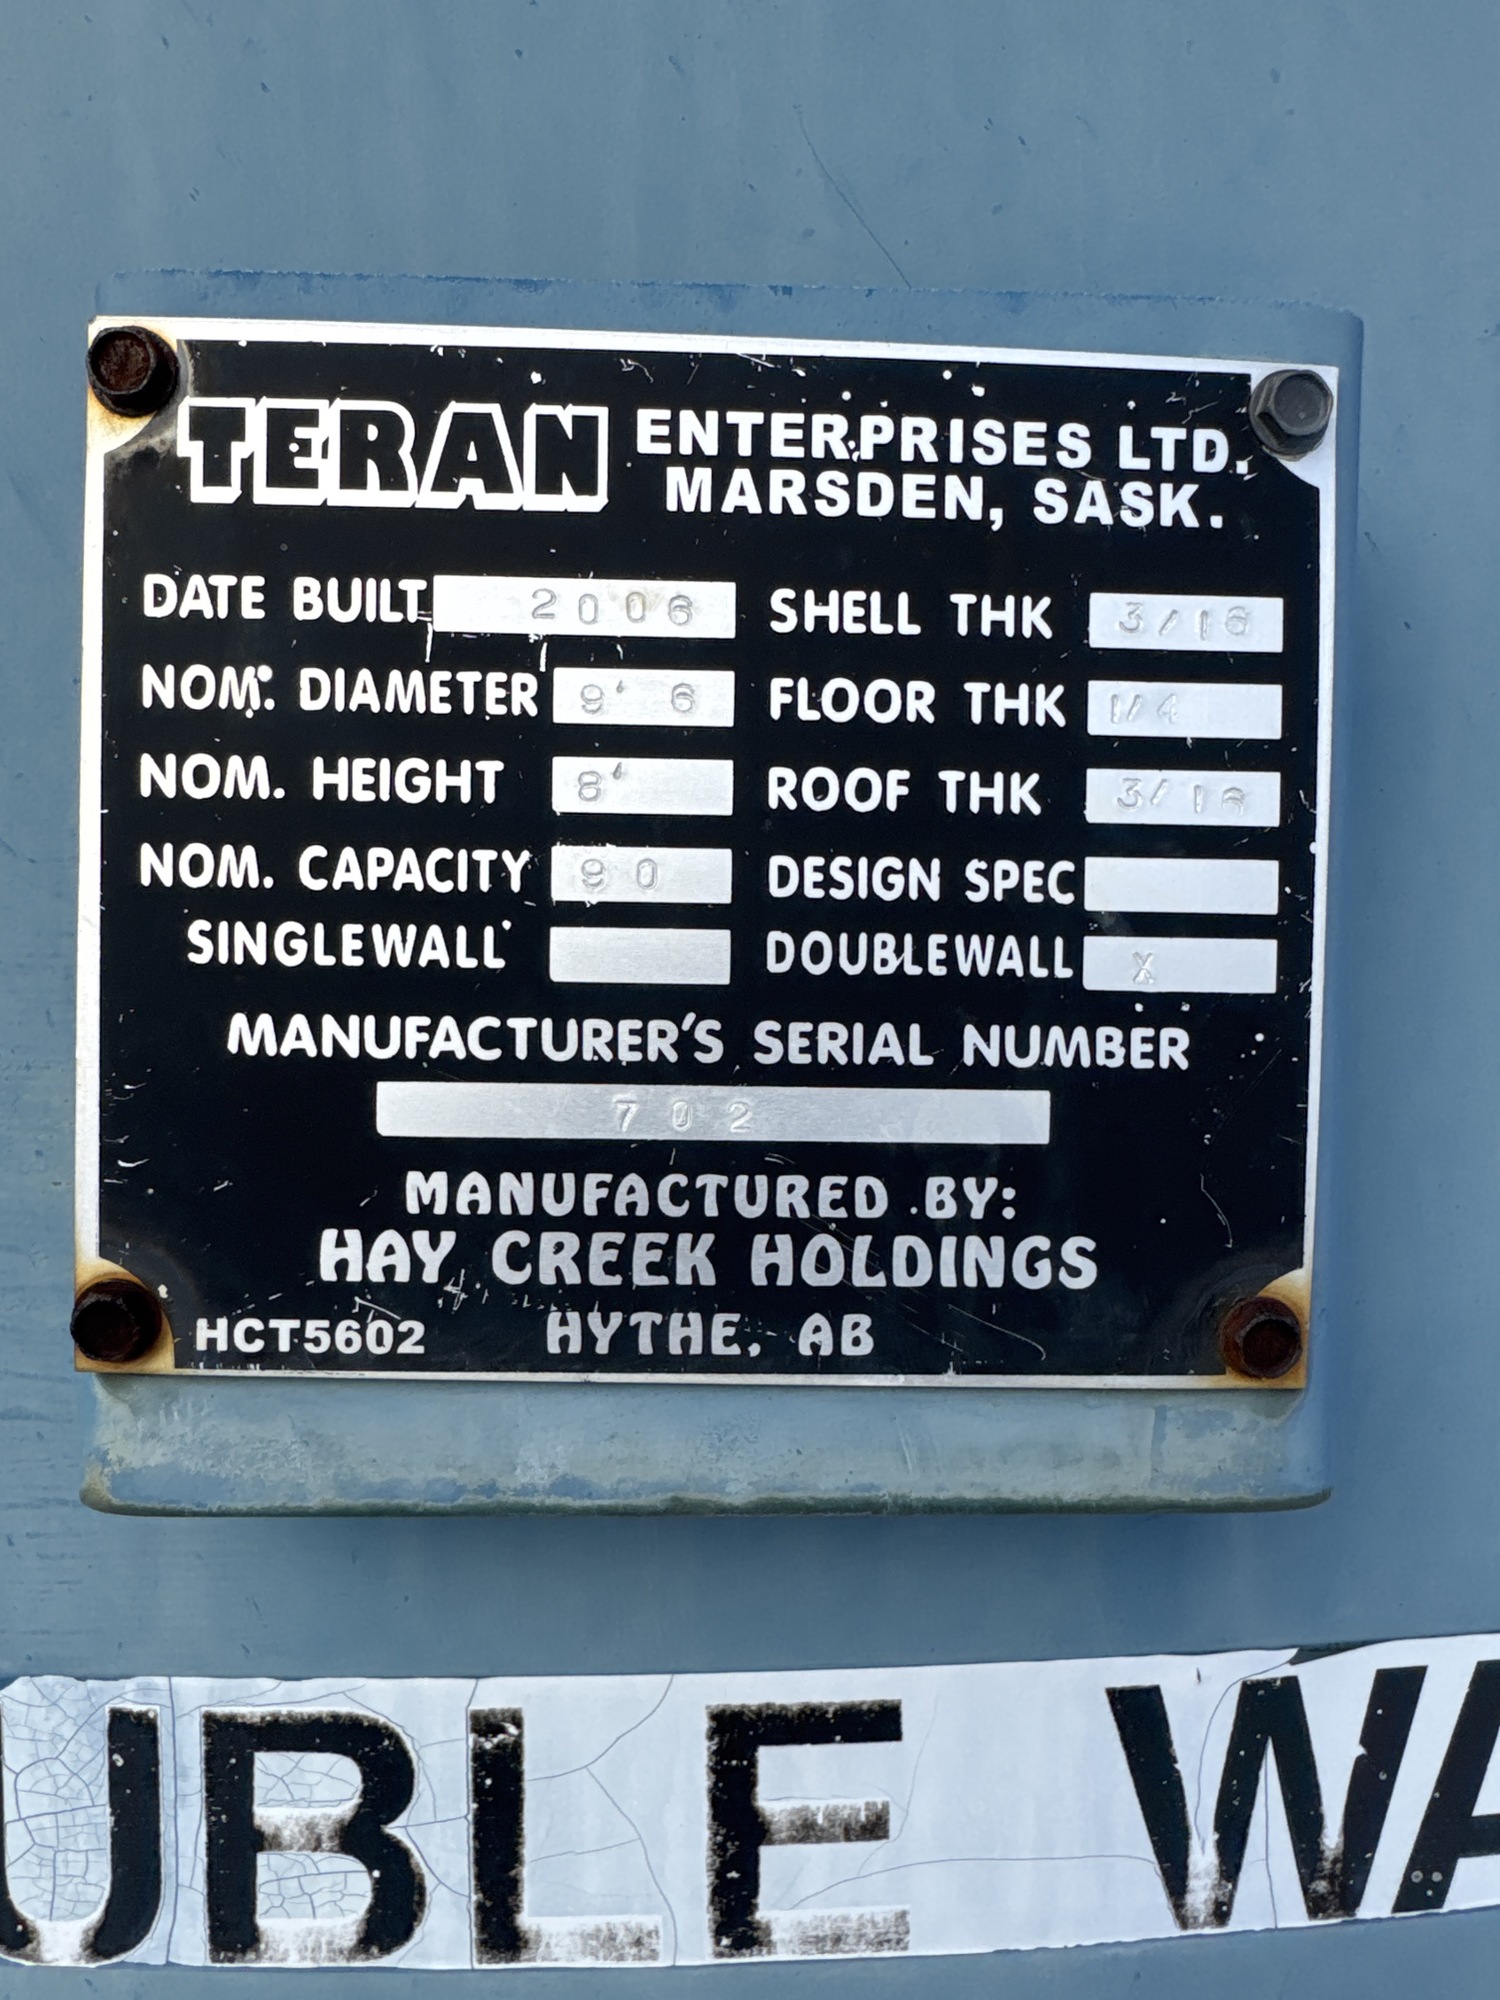 TERAN ENTERPRISES LTD.
MARSDEN, SASK.
DATE BUILT 2006 SHELL THK 3/16
NOM. DIAMETER 9' 6 FLOOR THK 1/4
NOM. HEIGHT 8' ROOF THK 3/16
NOM. CAPACITY 90 DESIGN SPEC
SINGLEWALL DOUBLEWALL X
MANUFACTURER'S SERIAL NUMBER
702
MANUFACTURED BY:
HAY CREEK HOLDINGS
HCT5602 HYTHE, AB
UBLE WA